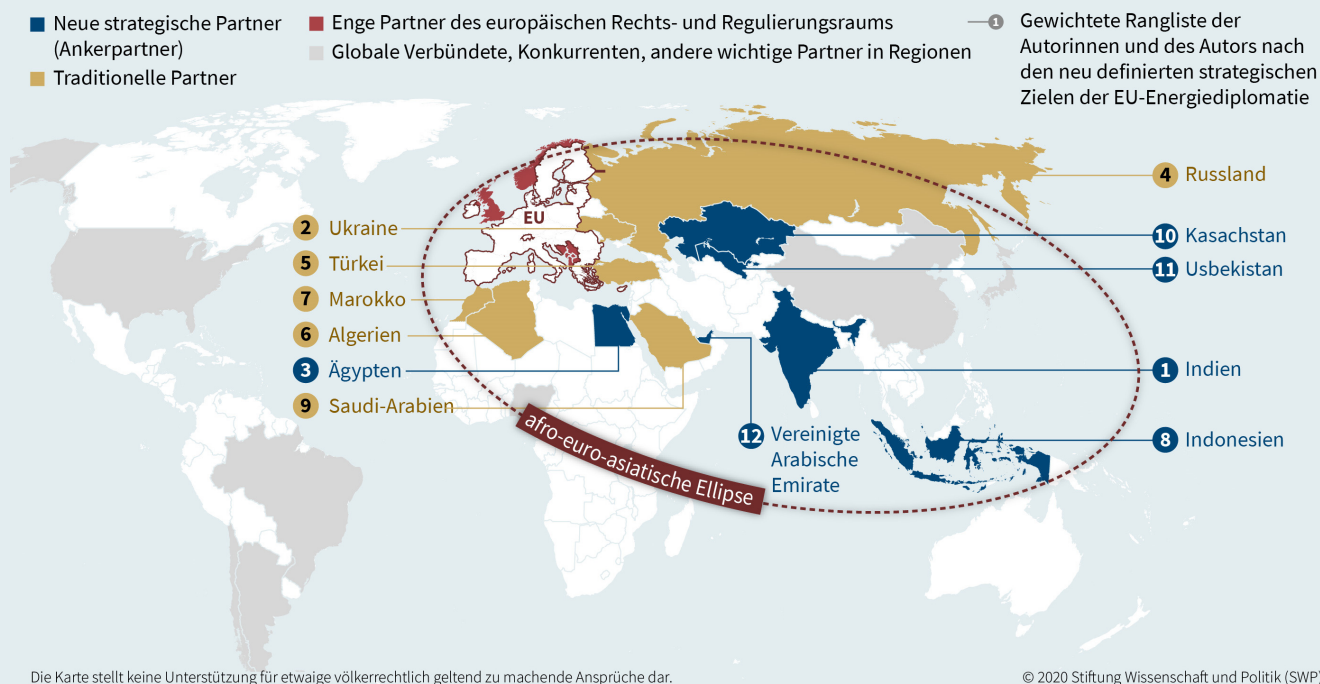 Neue strategische Partner
(Ankerpartner)
Traditionelle Partner
Enge Partner des europäischen Rechts- und Regulierungsraums
Globale Verbündete, Konkurrenten, andere wichtige Partner in Regionen
1 Gewichtete Rangliste der
Autorinnen und des Autors nach
den neu definierten strategischen
Zielen der EU-Energiediplomatie
EU
2 Ukraine
5 Türkei
7 Marokko
6 Algerien
3 Ägypten
9 Saudi-Arabien
4 Russland
10 Kasachstan
11 Usbekistan
1 Indien
8 Indonesien
12 Vereinigte
Arabische
Emirate
afro-euro-asiatische Ellipse
Die Karte stellt keine Unterstützung für etwaige völkerrechtlich geltend zu machende Ansprüche dar.
© 2020 Stiftung Wissenschaft und Politik (SWP)